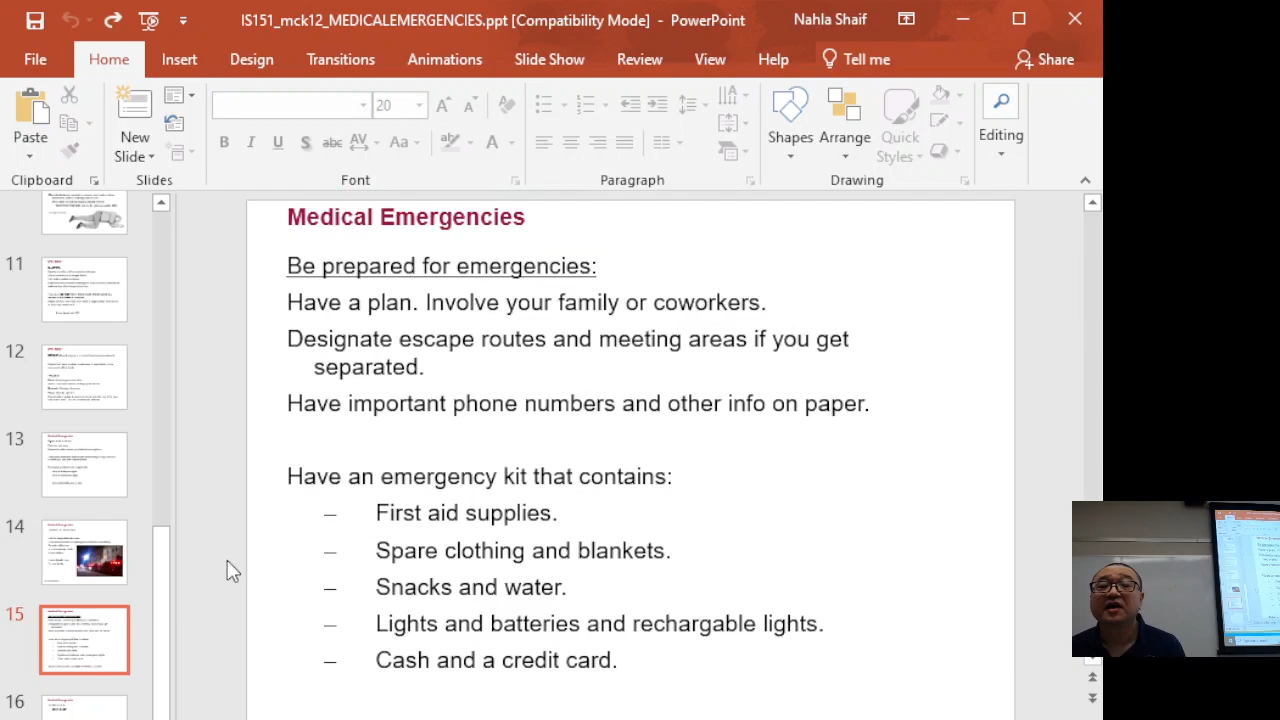 IS151_mck12_MEDICALEMERGENCIES.ppt [Compatibility Mode] - PowerPoint
Nahla Shaif
File Home Insert Design Transitions Animations Slide Show Review View Help Tell me Share
20
Paste
New
Slide
B I U S abc AV Aa A
Shapes
Arrange
Quick
Styles
Editing
Clipboard Slides Font Paragraph Drawing
11
12
13
14
15
16
Medical Emergencies
Be prepared for emergencies:
Have a plan. Involve your family or coworkers.
Designate escape routes and meeting areas if you get
separated.
Have important phone numbers and other info on paper.
Have an emergency kit that contains:
– First aid supplies.
– Spare clothing and blankets.
– Snacks and water.
– Lights and batteries and rechargable lights.
– Cash and a credit card.